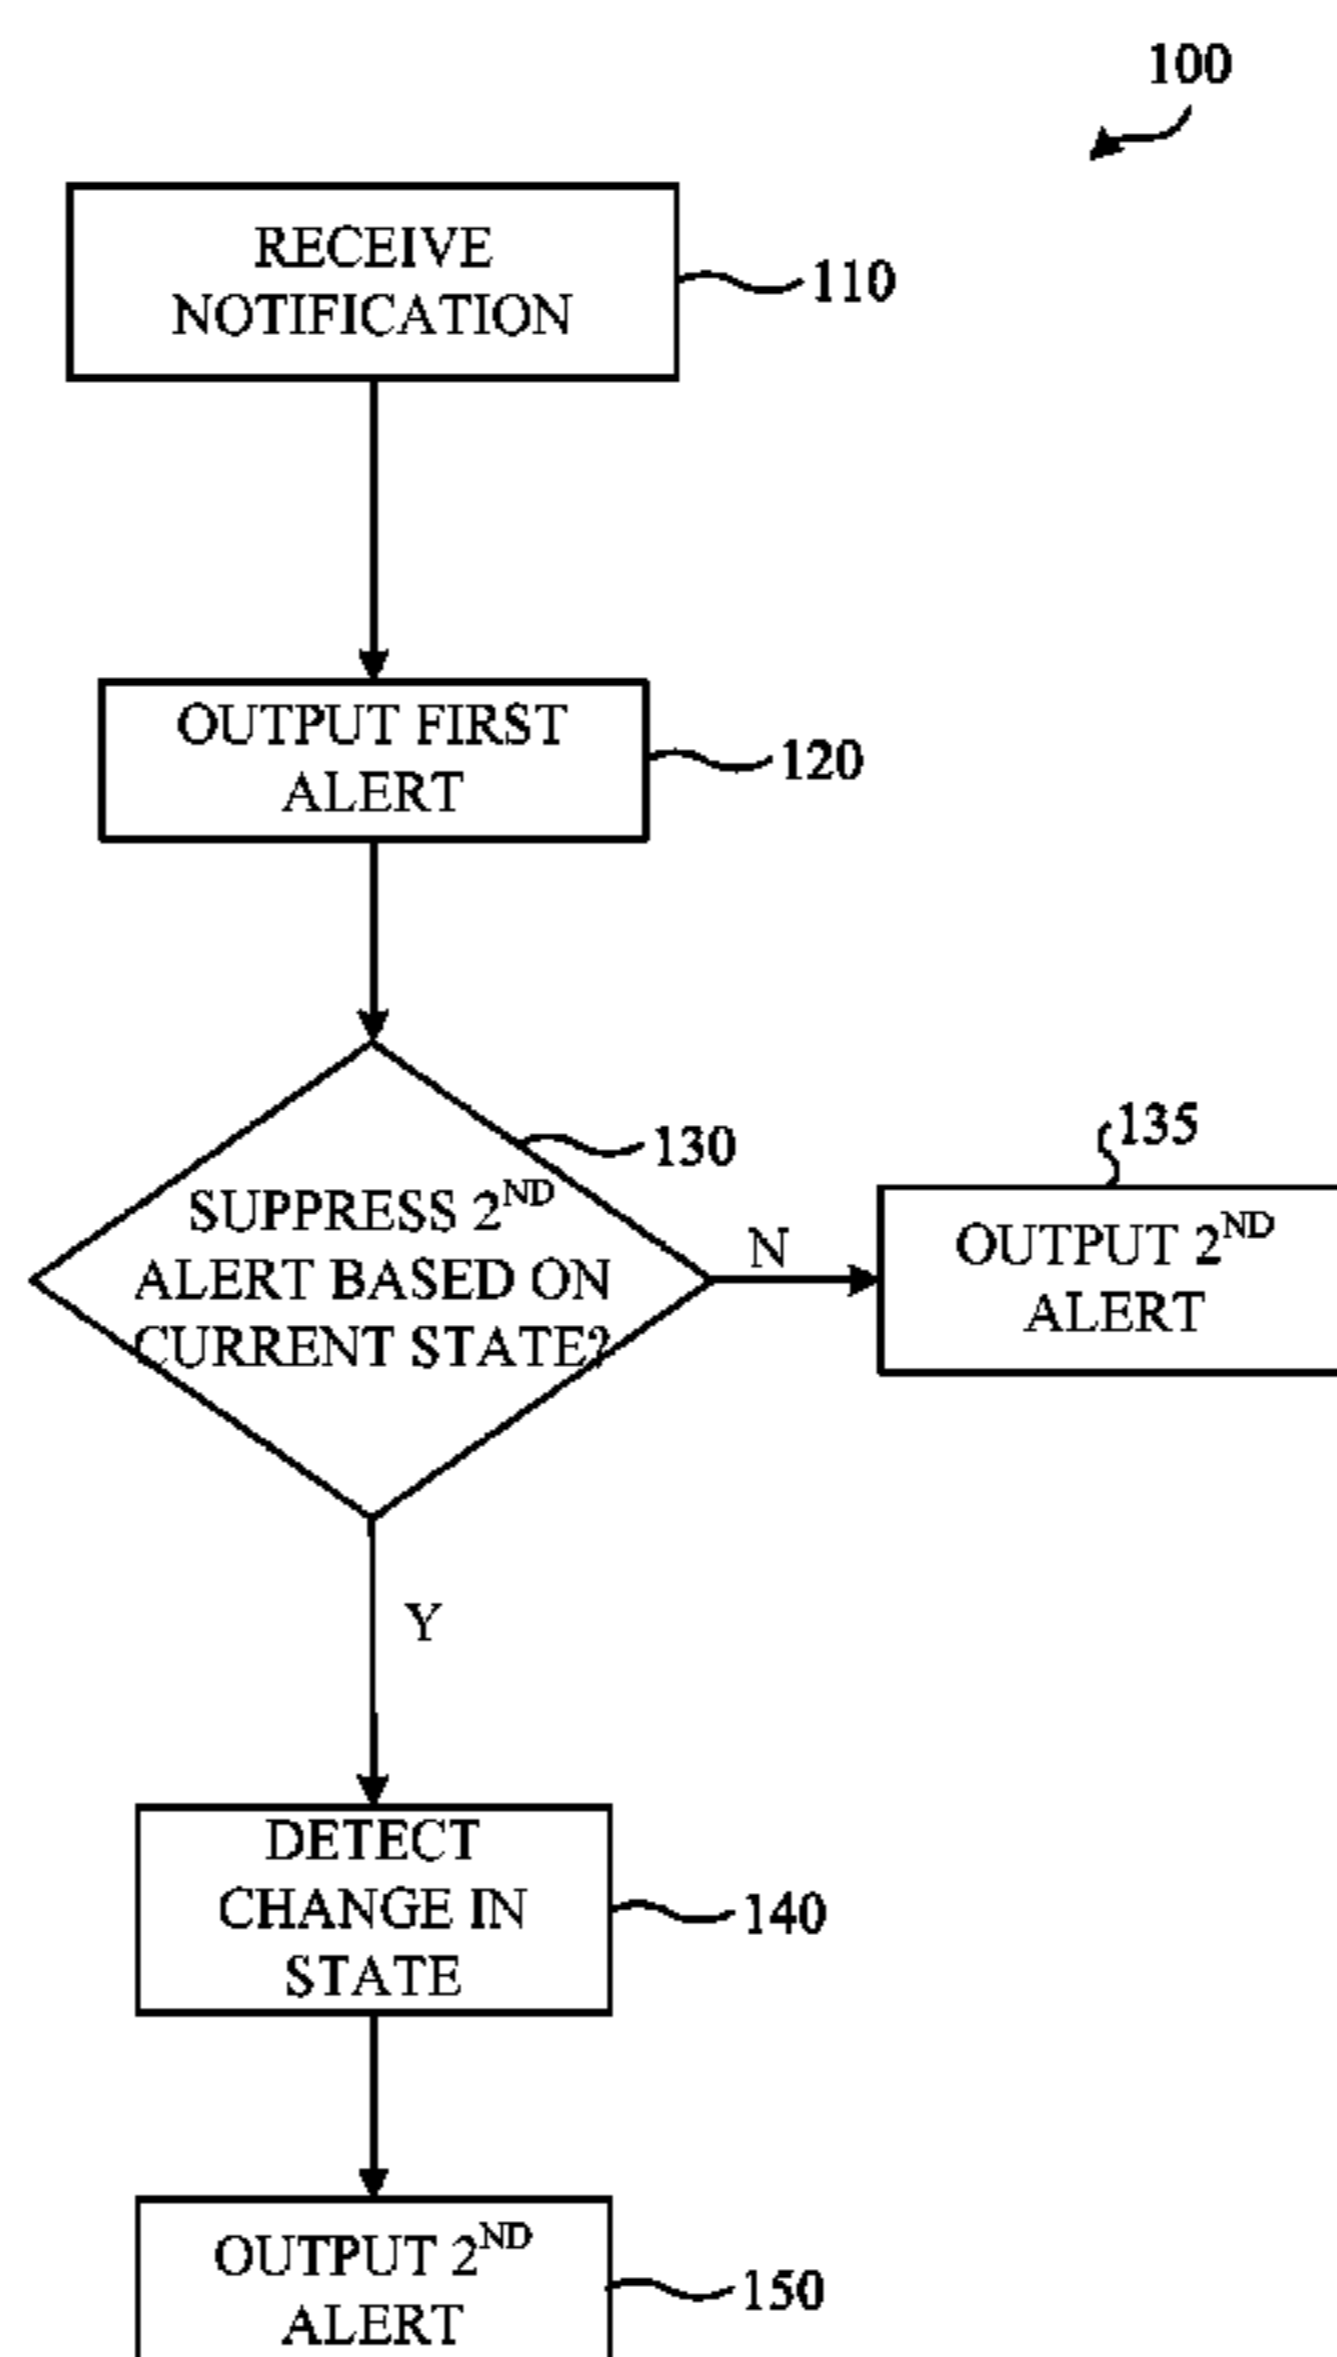 100
RECEIVE
NOTIFICATION
110
OUTPUT FIRST
ALERT
120
130
SUPPRESS 2ND
ALERT BASED ON
CURRENT STATE?
N
135
OUTPUT 2ND
ALERT
Y
DETECT
CHANGE IN
STATE
140
OUTPUT 2ND
ALERT
150